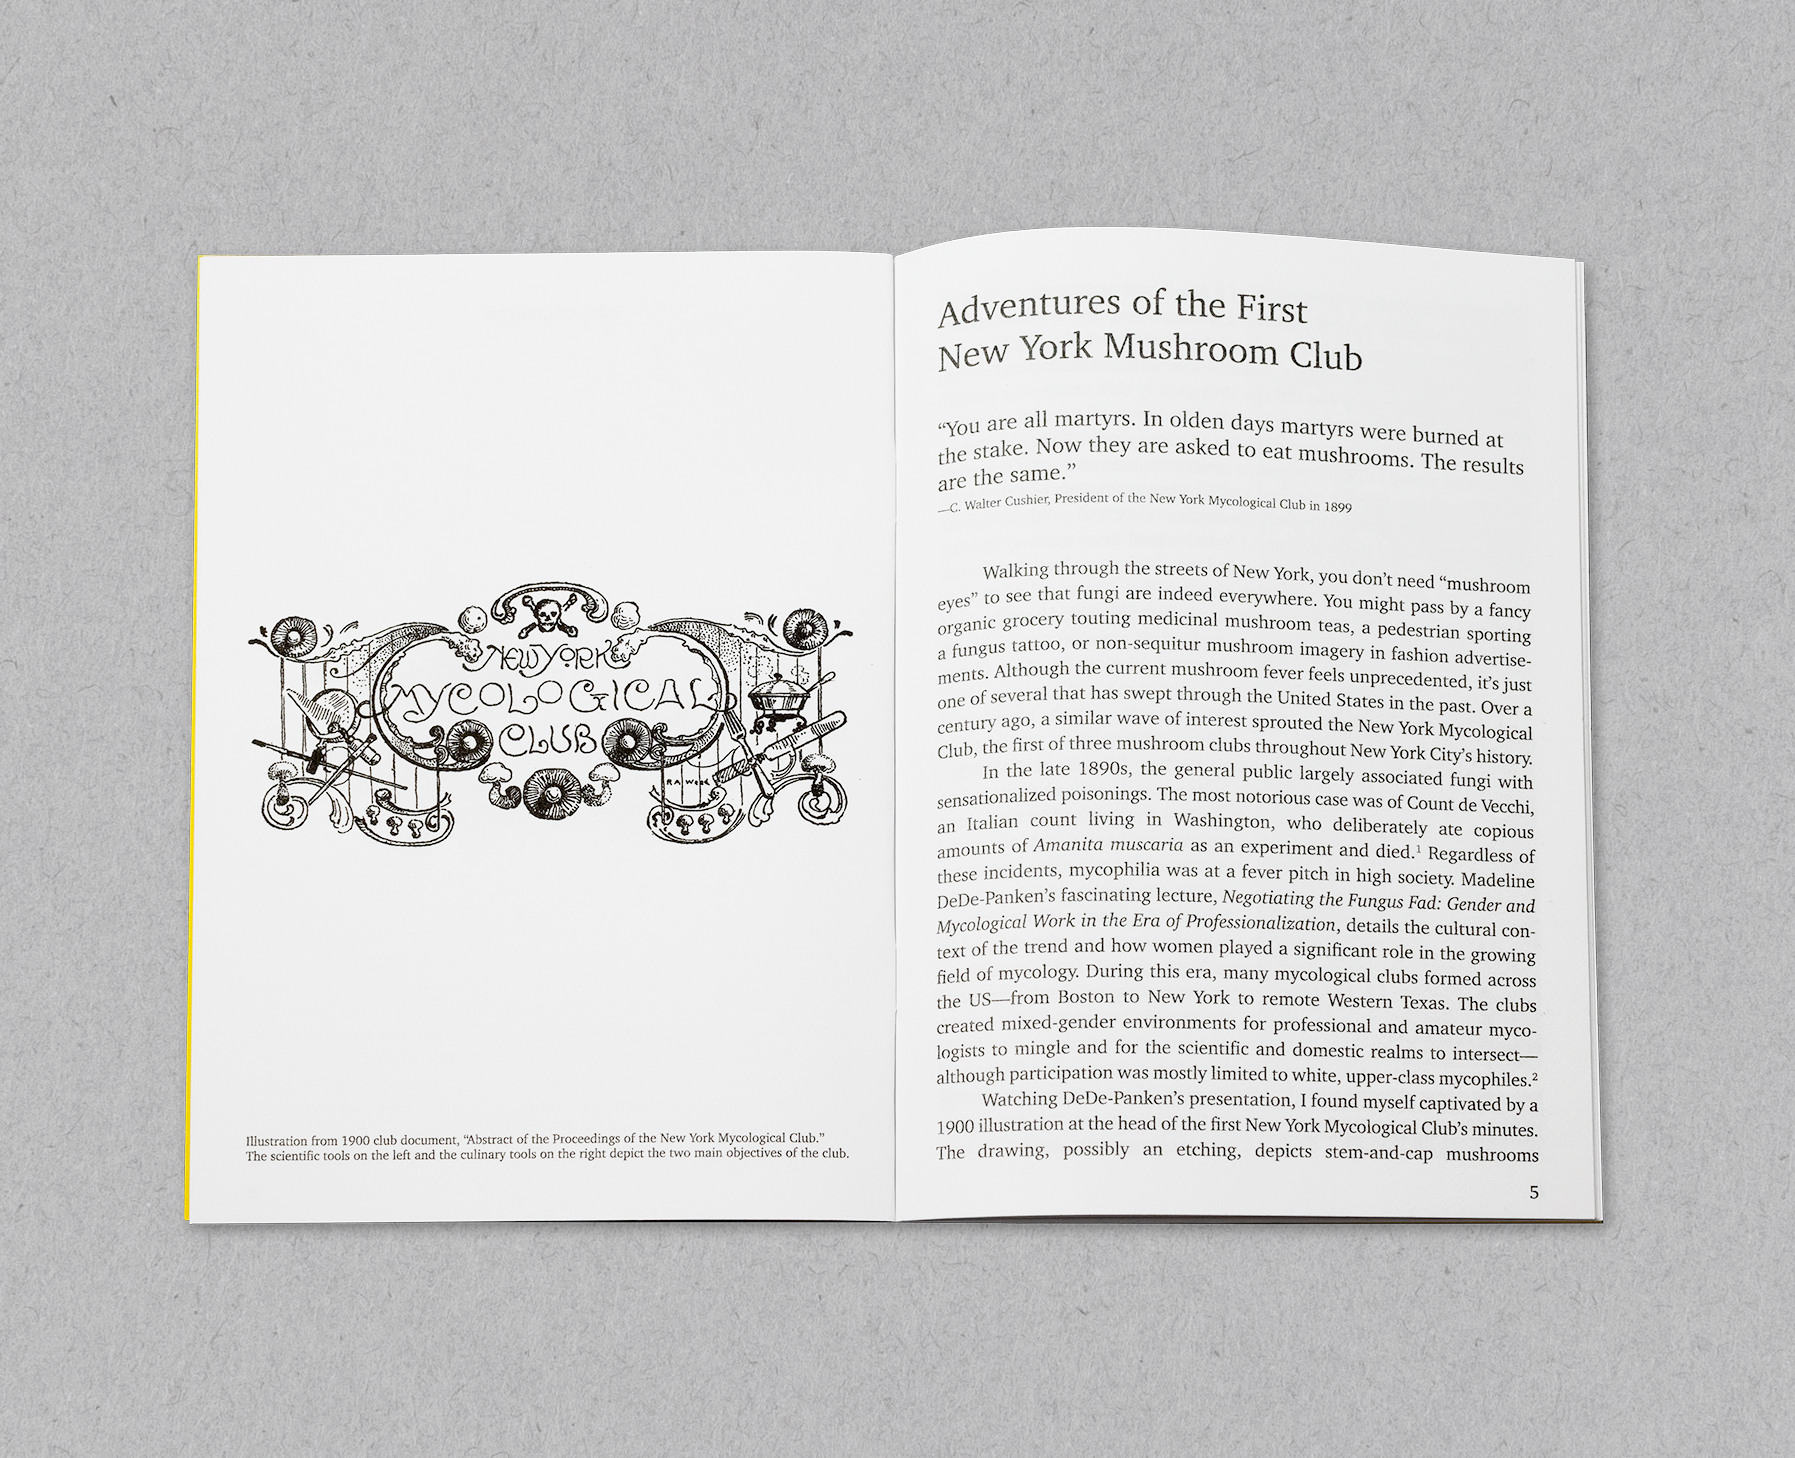 NEW YORK
MYCOLOGICAL
CLUB
Illustration from 1900 club document, “Abstract of the Proceedings of the New York Mycological Club.”
The scientific tools on the left and the culinary tools on the right depict the two main objectives of the club.
Adventures of the First
New York Mushroom Club
“You are all martyrs. In olden days martyrs were burned at
the stake. Now they are asked to eat mushrooms. The results
are the same.”
—C. Walter Cushier, President of the New York Mycological Club in 1899
Walking through the streets of New York, you don’t need “mushroom
eyes” to see that fungi are indeed everywhere. You might pass by a fancy
organic grocery touting medicinal mushroom teas, a pedestrian sporting
a fungus tattoo, or non-sequitur mushroom imagery in fashion advertise-
ments. Although the current mushroom fever feels unprecedented, it’s just
one of several that has swept through the United States in the past. Over a
century ago, a similar wave of interest sprouted the New York Mycological
Club, the first of three mushroom clubs throughout New York City’s history.
In the late 1890s, the general public largely associated fungi with
sensationalized poisonings. The most notorious case was of Count de Vecchi,
an Italian count living in Washington, who deliberately ate copious
amounts of Amanita muscaria as an experiment and died.¹ Regardless of
these incidents, mycophilia was at a fever pitch in high society. Madeline
DeDe-Panken’s fascinating lecture, Negotiating the Fungus Fad: Gender and
Mycological Work in the Era of Professionalization, details the cultural con-
text of the trend and how women played a significant role in the growing
field of mycology. During this era, many mycological clubs formed across
the US—from Boston to New York to remote Western Texas. The clubs
created mixed-gender environments for professional and amateur myco-
logists to mingle and for the scientific and domestic realms to intersect—
although participation was mostly limited to white, upper-class mycophiles.²
Watching DeDe-Panken’s presentation, I found myself captivated by a
1900 illustration at the head of the first New York Mycological Club’s minutes.
The drawing, possibly an etching, depicts stem-and-cap mushrooms
5